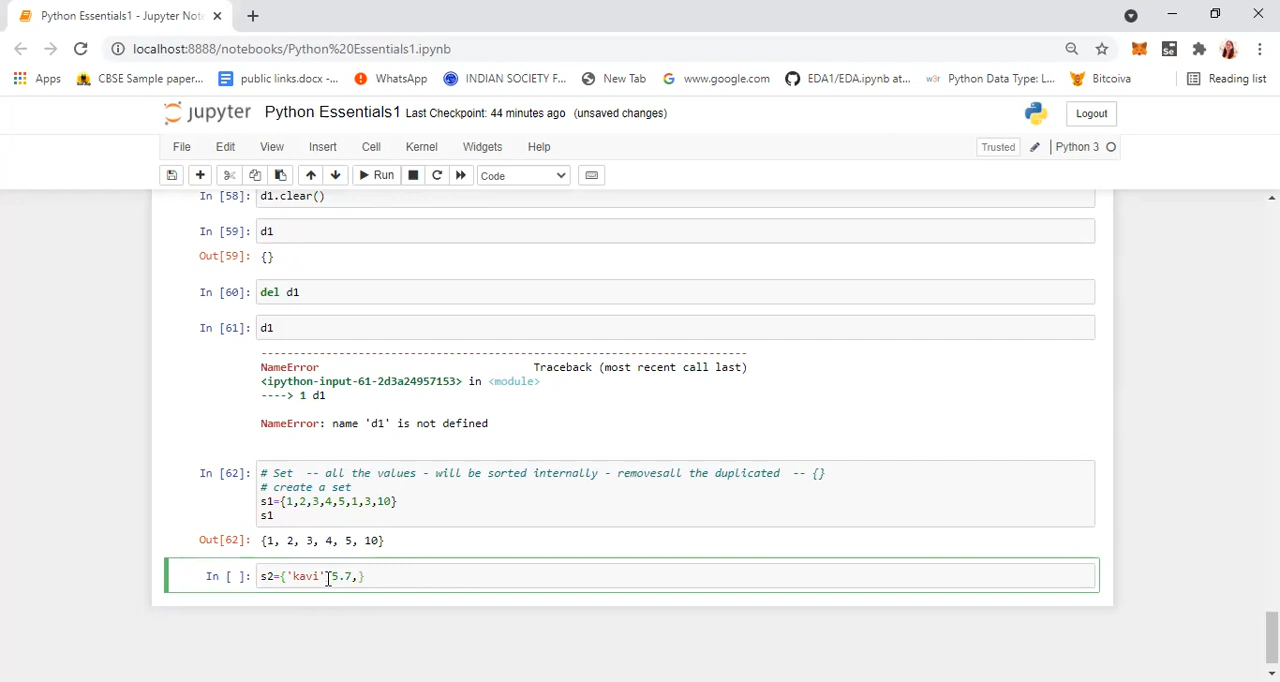 Python Essentials1 - Jupyter Not
localhost:8888/notebooks/Python%20Essentials1.ipynb
Apps CBSE Sample paper... public links.docx -... WhatsApp INDIAN SOCIETY F... New Tab www.google.com EDA1/EDA.ipynb at... w3r Python Data Type: L... Bitcoiva Reading list
jupyter Python Essentials1 Last Checkpoint: 44 minutes ago (unsaved changes) Logout
File Edit View Insert Cell Kernel Widgets Help Trusted Python 3
Run Code
In [58]: d1.clear()
In [59]: d1
Out[59]: {}
In [60]: del d1
In [61]: d1
---------------------------------------------------------------------------
NameError Traceback (most recent call last)
<ipython-input-61-2d3a24957153> in <module>
----> 1 d1
NameError: name 'd1' is not defined
In [62]: # Set -- all the values - will be sorted internally - removesall the duplicated -- {}
# create a set
s1={1,2,3,4,5,1,3,10}
s1
Out[62]: {1, 2, 3, 4, 5, 10}
In [ ]: s2={'kavi',5.7,}